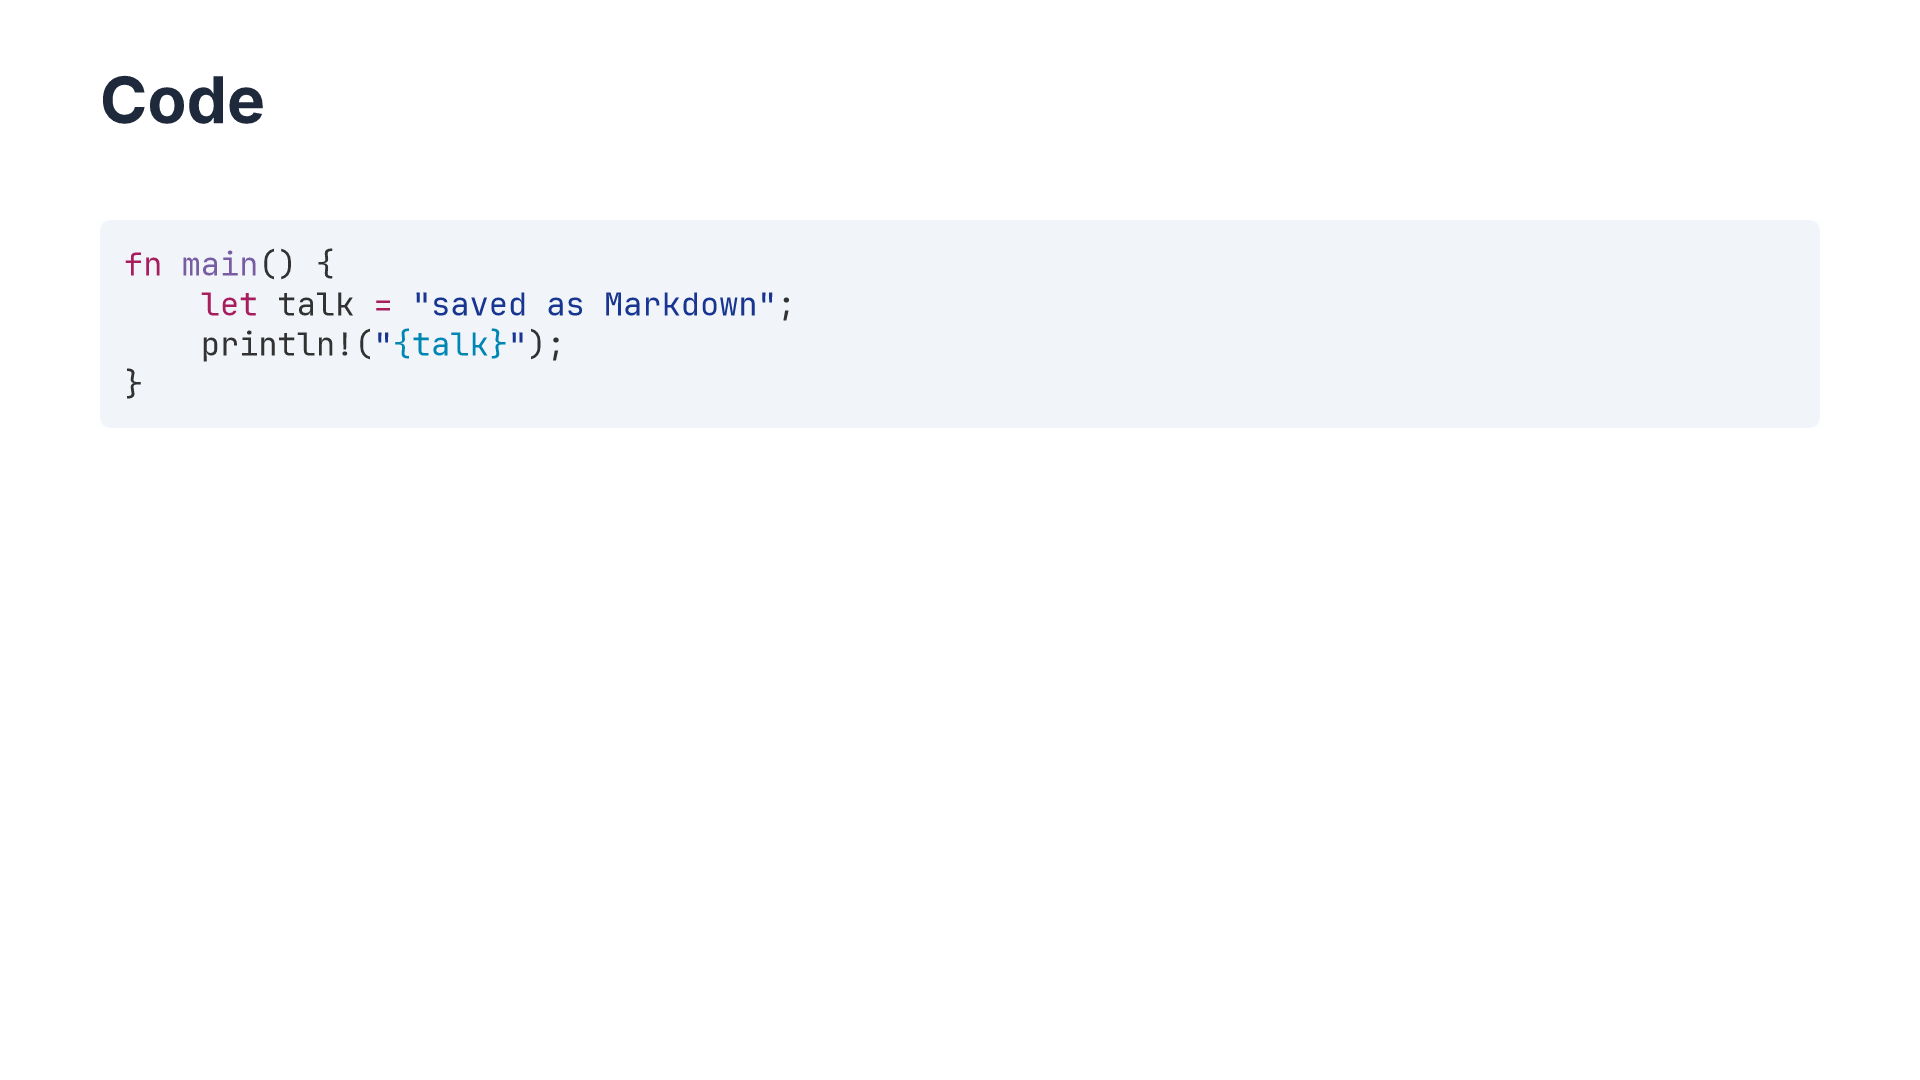 Code
fn main() {
    let talk = "saved as Markdown";
    println!("{talk}");
}